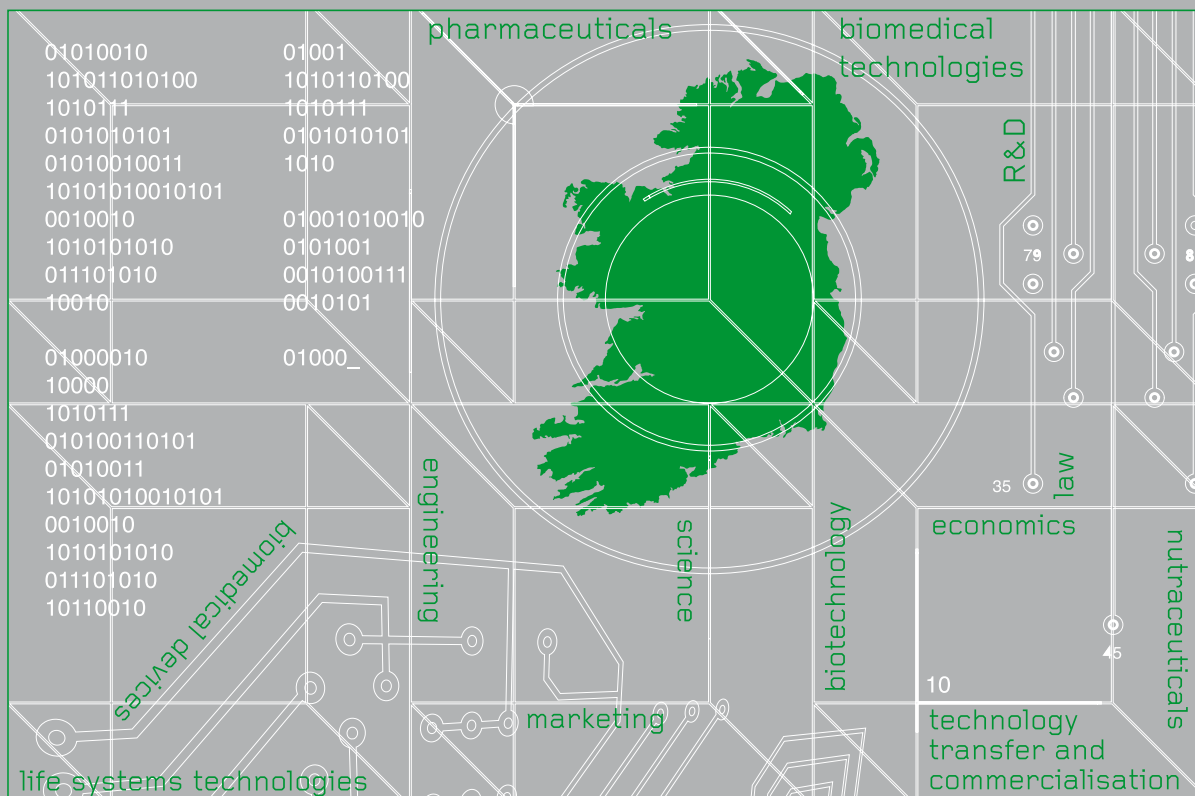 pharmaceuticals
biomedical
technologies
01010010
101011010100
1010111
0101010101
01010010011
10101010010101
0010010
1010101010
011101010
10010
01000010
10000
1010111
010100110101
01010011
10101010010101
0010010
1010101010
011101010
10110010
01001
1010110100
1010111
0101010101
1010
01001010010
0101001
0010100111
0010101
01000_
R&D
79
8
35
law
engineering
science
biotechnology
economics
nutraceuticals
biomedical devices
45
10
marketing
technology
transfer and
commercialisation
life systems technologies